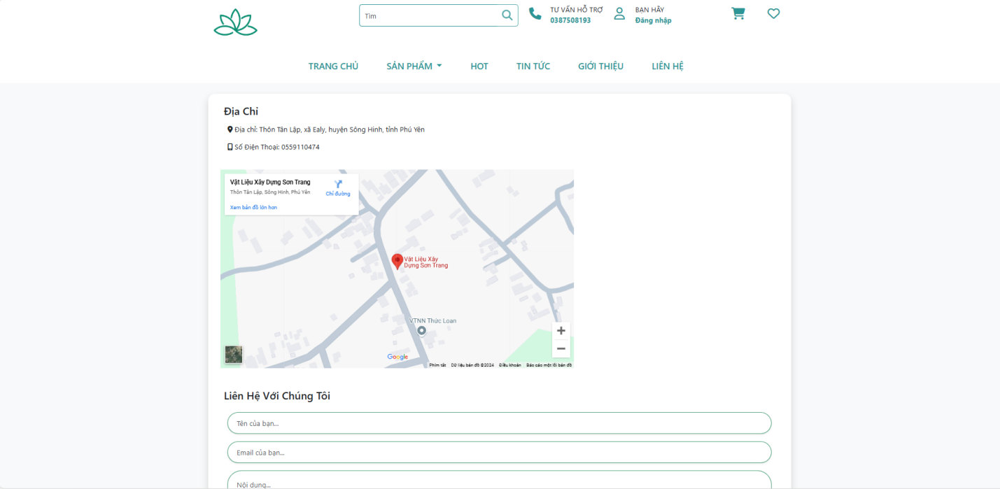 Tìm
TƯ VẤN HỖ TRỢ
0387508193
BẠN HÃY
Đăng nhập
TRANG CHỦ
SẢN PHẨM
HOT
TIN TỨC
GIỚI THIỆU
LIÊN HỆ
Địa Chỉ
Địa chỉ: Thôn Tân Lập, xã Ealy, huyện Sông Hinh, tỉnh Phú Yên
Số Điện Thoại: 0559110474
Vật Liệu Xây Dựng Sơn Trang
Thôn Tân Lập, Sông Hinh, Phú Yên
Chỉ đường
Xem bản đồ lớn hơn
Vật Liệu Xây
Dựng Sơn Trang
VTNN Thức Loan
Google
Phím tắt
Dữ liệu bản đồ ©2024
Điều khoản
Báo cáo một lỗi bản đồ
Liên Hệ Với Chúng Tôi
Tên của bạn...
Email của bạn...
Nội dung...